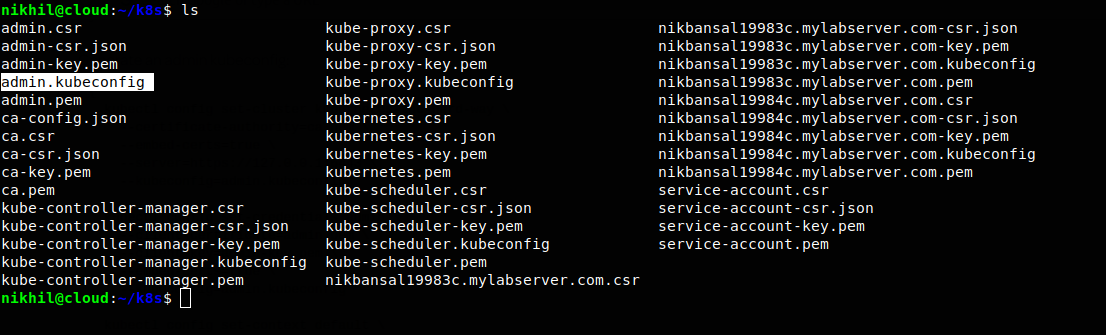 nikhil@cloud:~/k8s$ ls
admin.csr kube-proxy.csr nikbansal19983c.mylabserver.com-csr.json
admin-csr.json kube-proxy-csr.json nikbansal19983c.mylabserver.com-key.pem
admin-key.pem kube-proxy-key.pem nikbansal19983c.mylabserver.com.kubeconfig
admin.kubeconfig kube-proxy.kubeconfig nikbansal19983c.mylabserver.com.pem
admin.pem kube-proxy.pem nikbansal19984c.mylabserver.com.csr
ca-config.json kubernetes.csr nikbansal19984c.mylabserver.com-csr.json
ca.csr kubernetes-csr.json nikbansal19984c.mylabserver.com-key.pem
ca-csr.json kubernetes-key.pem nikbansal19984c.mylabserver.com.kubeconfig
ca-key.pem kubernetes.pem nikbansal19984c.mylabserver.com.pem
ca.pem kube-scheduler.csr service-account.csr
kube-controller-manager.csr kube-scheduler-csr.json service-account-csr.json
kube-controller-manager-csr.json kube-scheduler-key.pem service-account-key.pem
kube-controller-manager-key.pem kube-scheduler.kubeconfig service-account.pem
kube-controller-manager.kubeconfig kube-scheduler.pem
kube-controller-manager.pem nikbansal19983c.mylabserver.com.csr
nikhil@cloud:~/k8s$